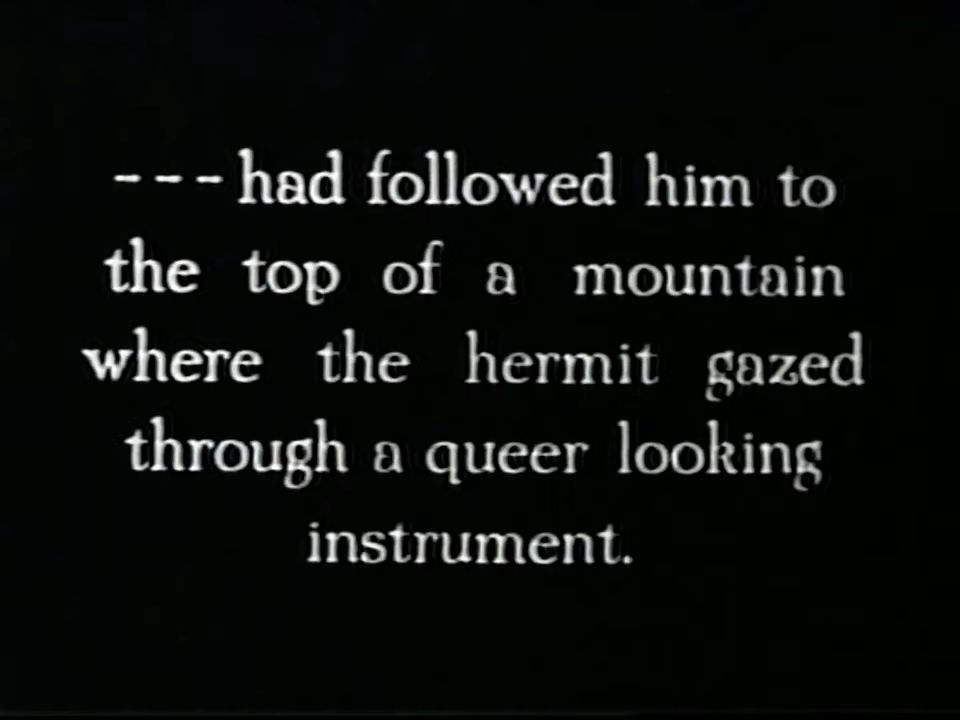 --- had followed him to
the top of a mountain
where the hermit gazed
through a queer looking
instrument.